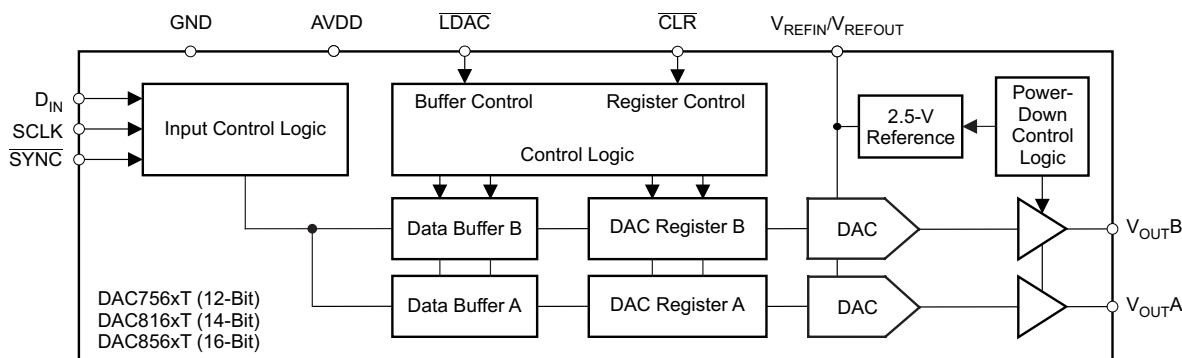 GND
AVDD
LDAC
CLR
VREFIN/VREFOUT
DIN
SCLK
SYNC
Input Control Logic
Buffer Control
Register Control
Control Logic
2.5-V
Reference
Power-
Down
Control
Logic
Data Buffer B
DAC Register B
DAC
VOUTB
Data Buffer A
DAC Register A
DAC
VOUTA
DAC756xT (12-Bit)
DAC816xT (14-Bit)
DAC856xT (16-Bit)